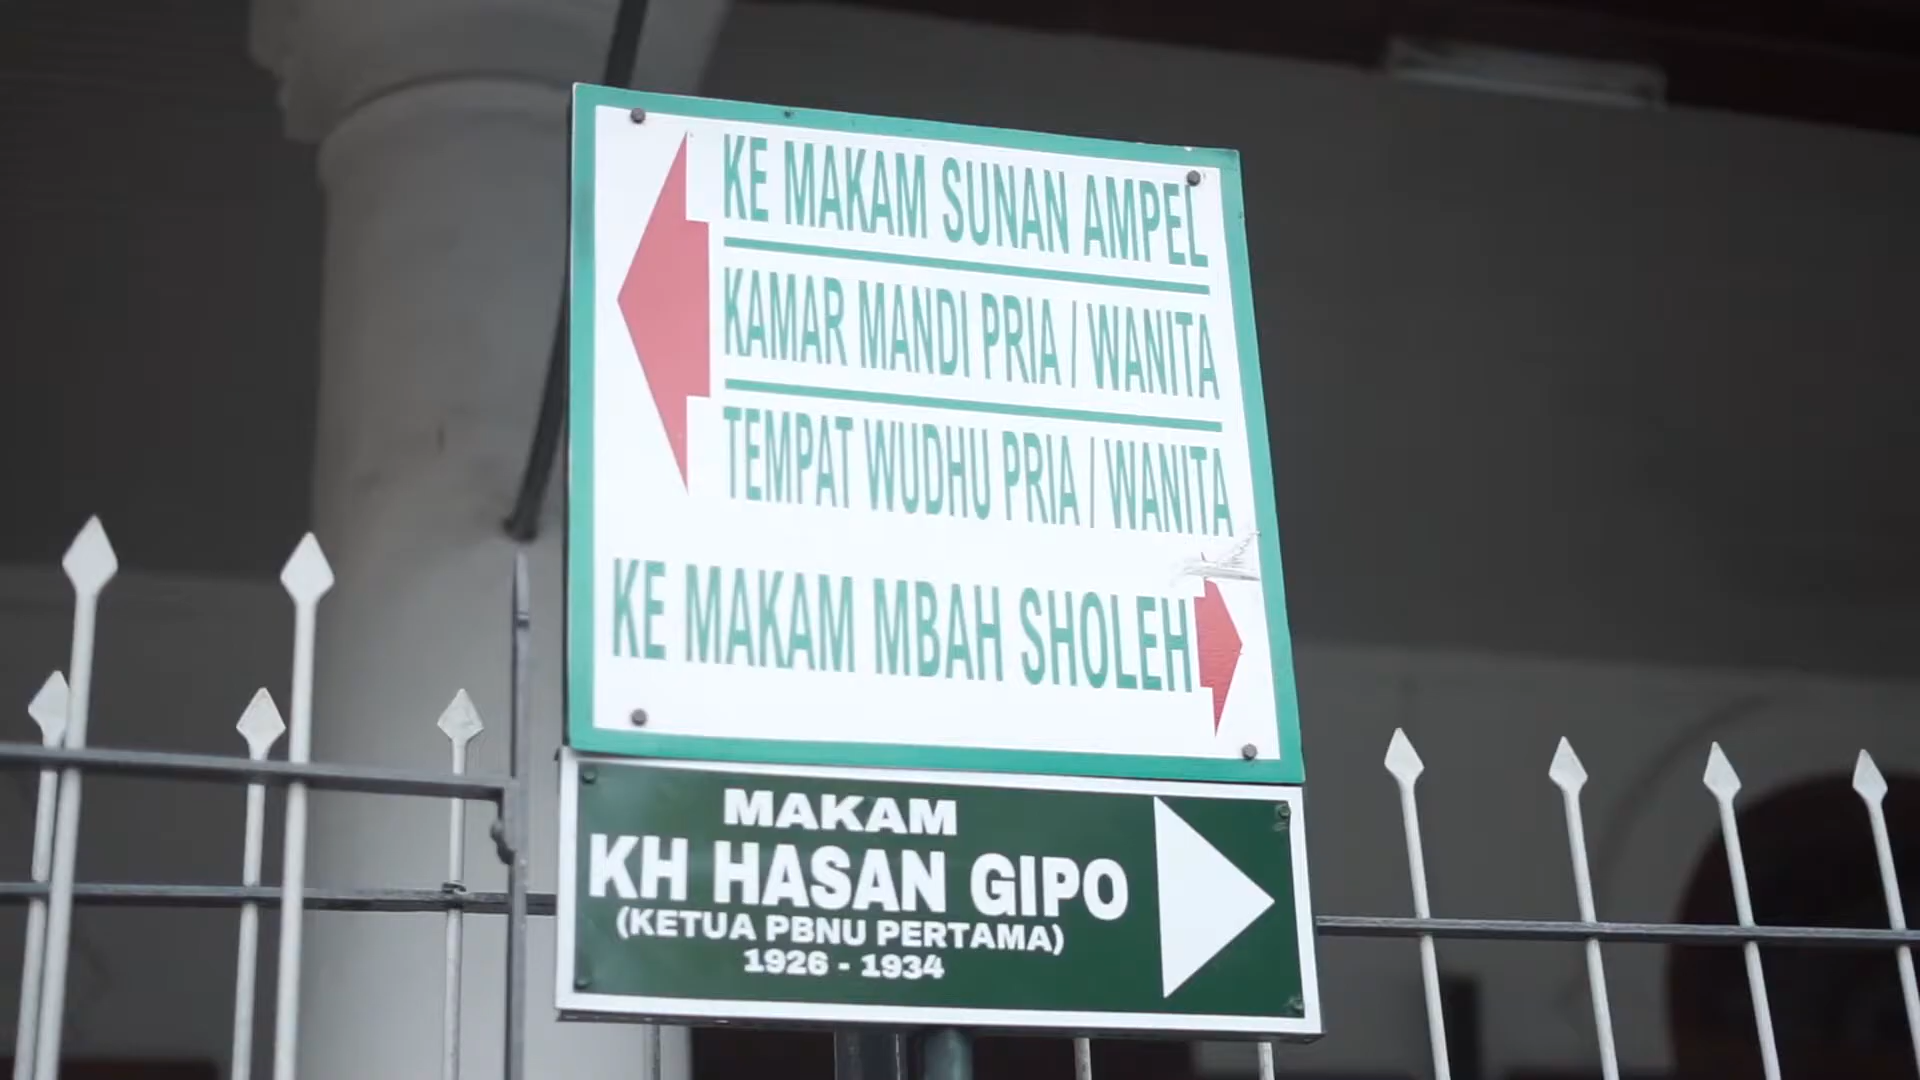 KE MAKAM SUNAN AMPEL
KAMAR MANDI PRIA / WANITA
TEMPAT WUDHU PRIA / WANITA
KE MAKAM MBAH SHOLEH
MAKAM
KH HASAN GIPO
(KETUA PBNU PERTAMA)
1926 - 1934